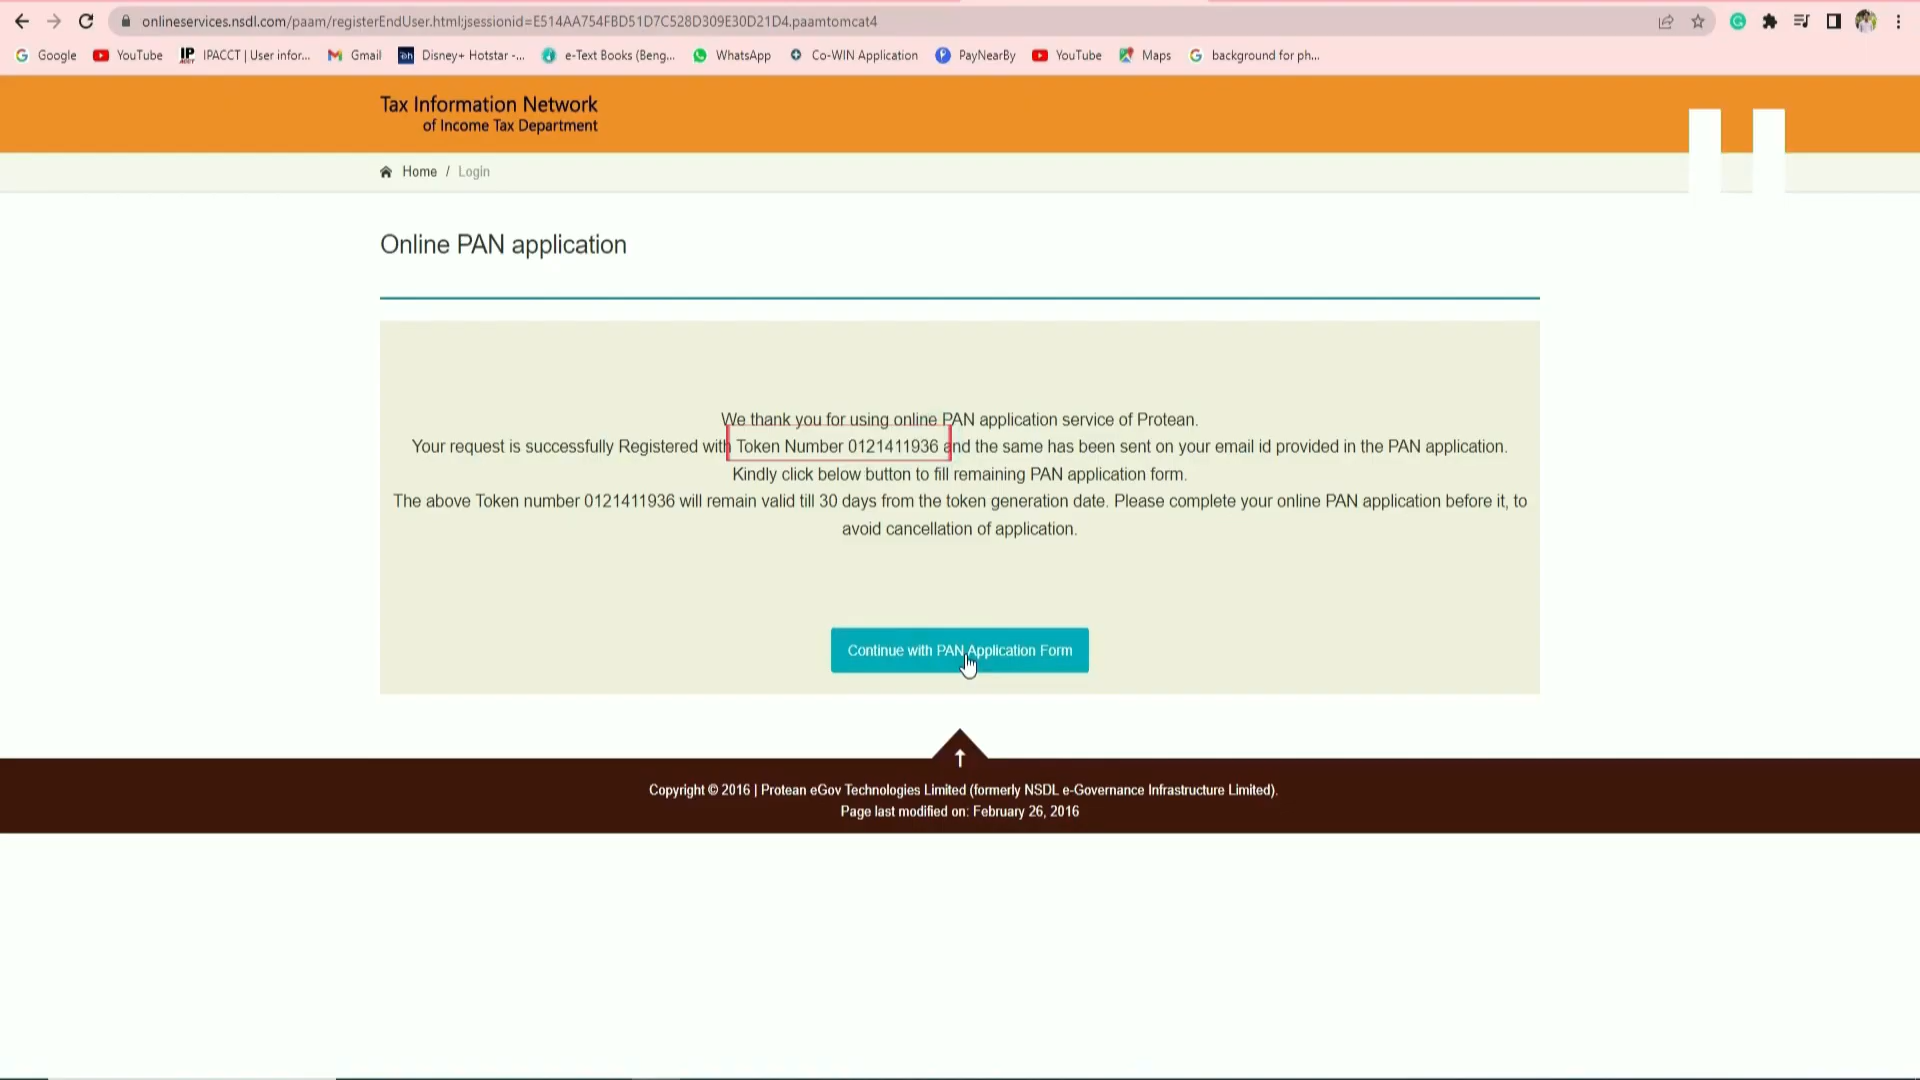 onlineservices.nsdl.com/paam/registerEndUser.html;jsessionid=E514AA754FBD51D7C528D309E30D21D4.paamtomcat4
Google YouTube IPACCT | User infor... Gmail Disney+ Hotstar -... e-Text Books (Beng... WhatsApp Co-WIN Application PayNearBy YouTube Maps background for ph...
Tax Information Network
of Income Tax Department
Home / Login
Online PAN application
We thank you for using online PAN application service of Protean.
Your request is successfully Registered with Token Number 0121411936 and the same has been sent on your email id provided in the PAN application.
Kindly click below button to fill remaining PAN application form.
The above Token number 0121411936 will remain valid till 30 days from the token generation date. Please complete your online PAN application before it, to
avoid cancellation of application.
Continue with PAN Application Form
Copyright © 2016 | Protean eGov Technologies Limited (formerly NSDL e-Governance Infrastructure Limited).
Page last modified on: February 26, 2016